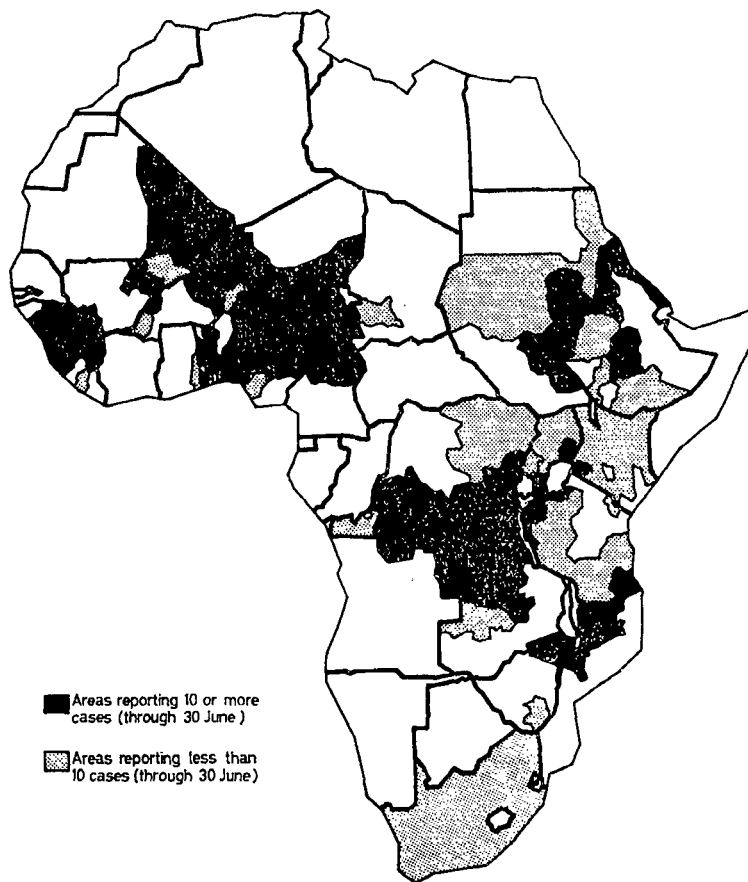 Areas reporting 10 or more
cases (through 30 June)
Areas reporting less than
10 cases (through 30 June)